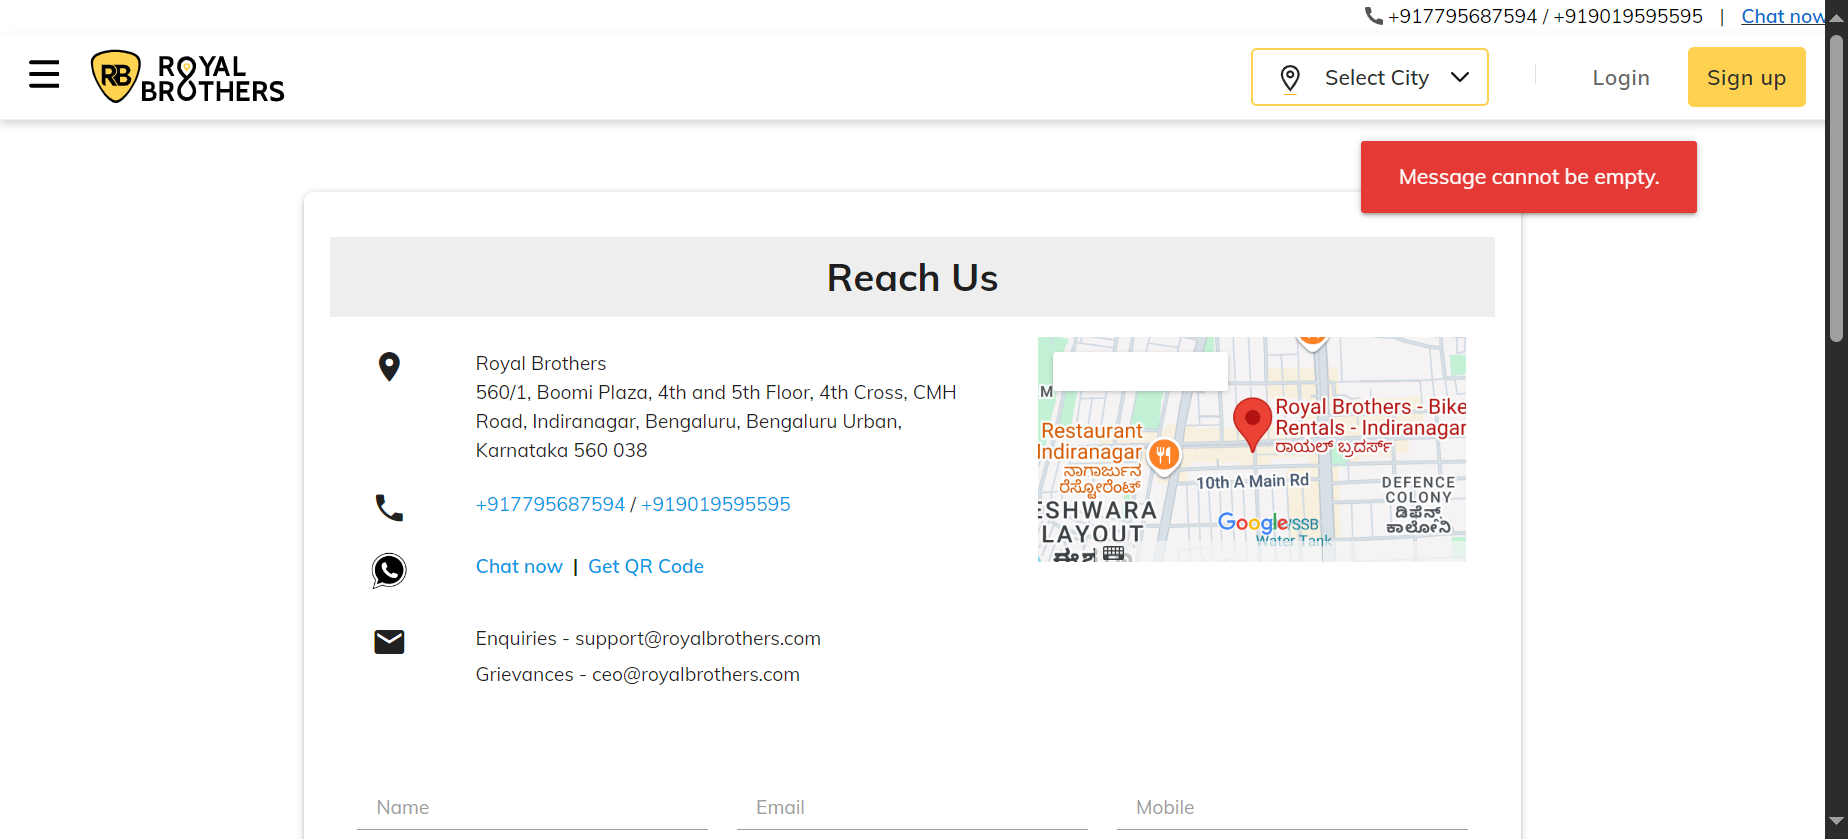 +917795687594 / +919019595595 | Chat now
RB ROYAL BROTHERS
Select City
Login
Sign up
Message cannot be empty.
Reach Us
Royal Brothers
560/1, Boomi Plaza, 4th and 5th Floor, 4th Cross, CMH
Road, Indiranagar, Bengaluru, Bengaluru Urban,
Karnataka 560 038
+917795687594 / +919019595595
Chat now | Get QR Code
Enquiries - support@royalbrothers.com
Grievances - ceo@royalbrothers.com
M
Royal Brothers - Bike
Rentals - Indiranagar
ರಾಯಲ್ ಬ್ರದರ್ಸ್
Restaurant
Indiranagar
ನಾಗಾರ್ಜುನ
ರೆಸ್ಟೋರೆಂಟ್
10th A Main Rd
DEFENCE
COLONY
ಡಿಫೆನ್ಸ್
ಕಾಲೋನಿ
ESHWARA
LAYOUT
Google
Water Tank
Name
Email
Mobile